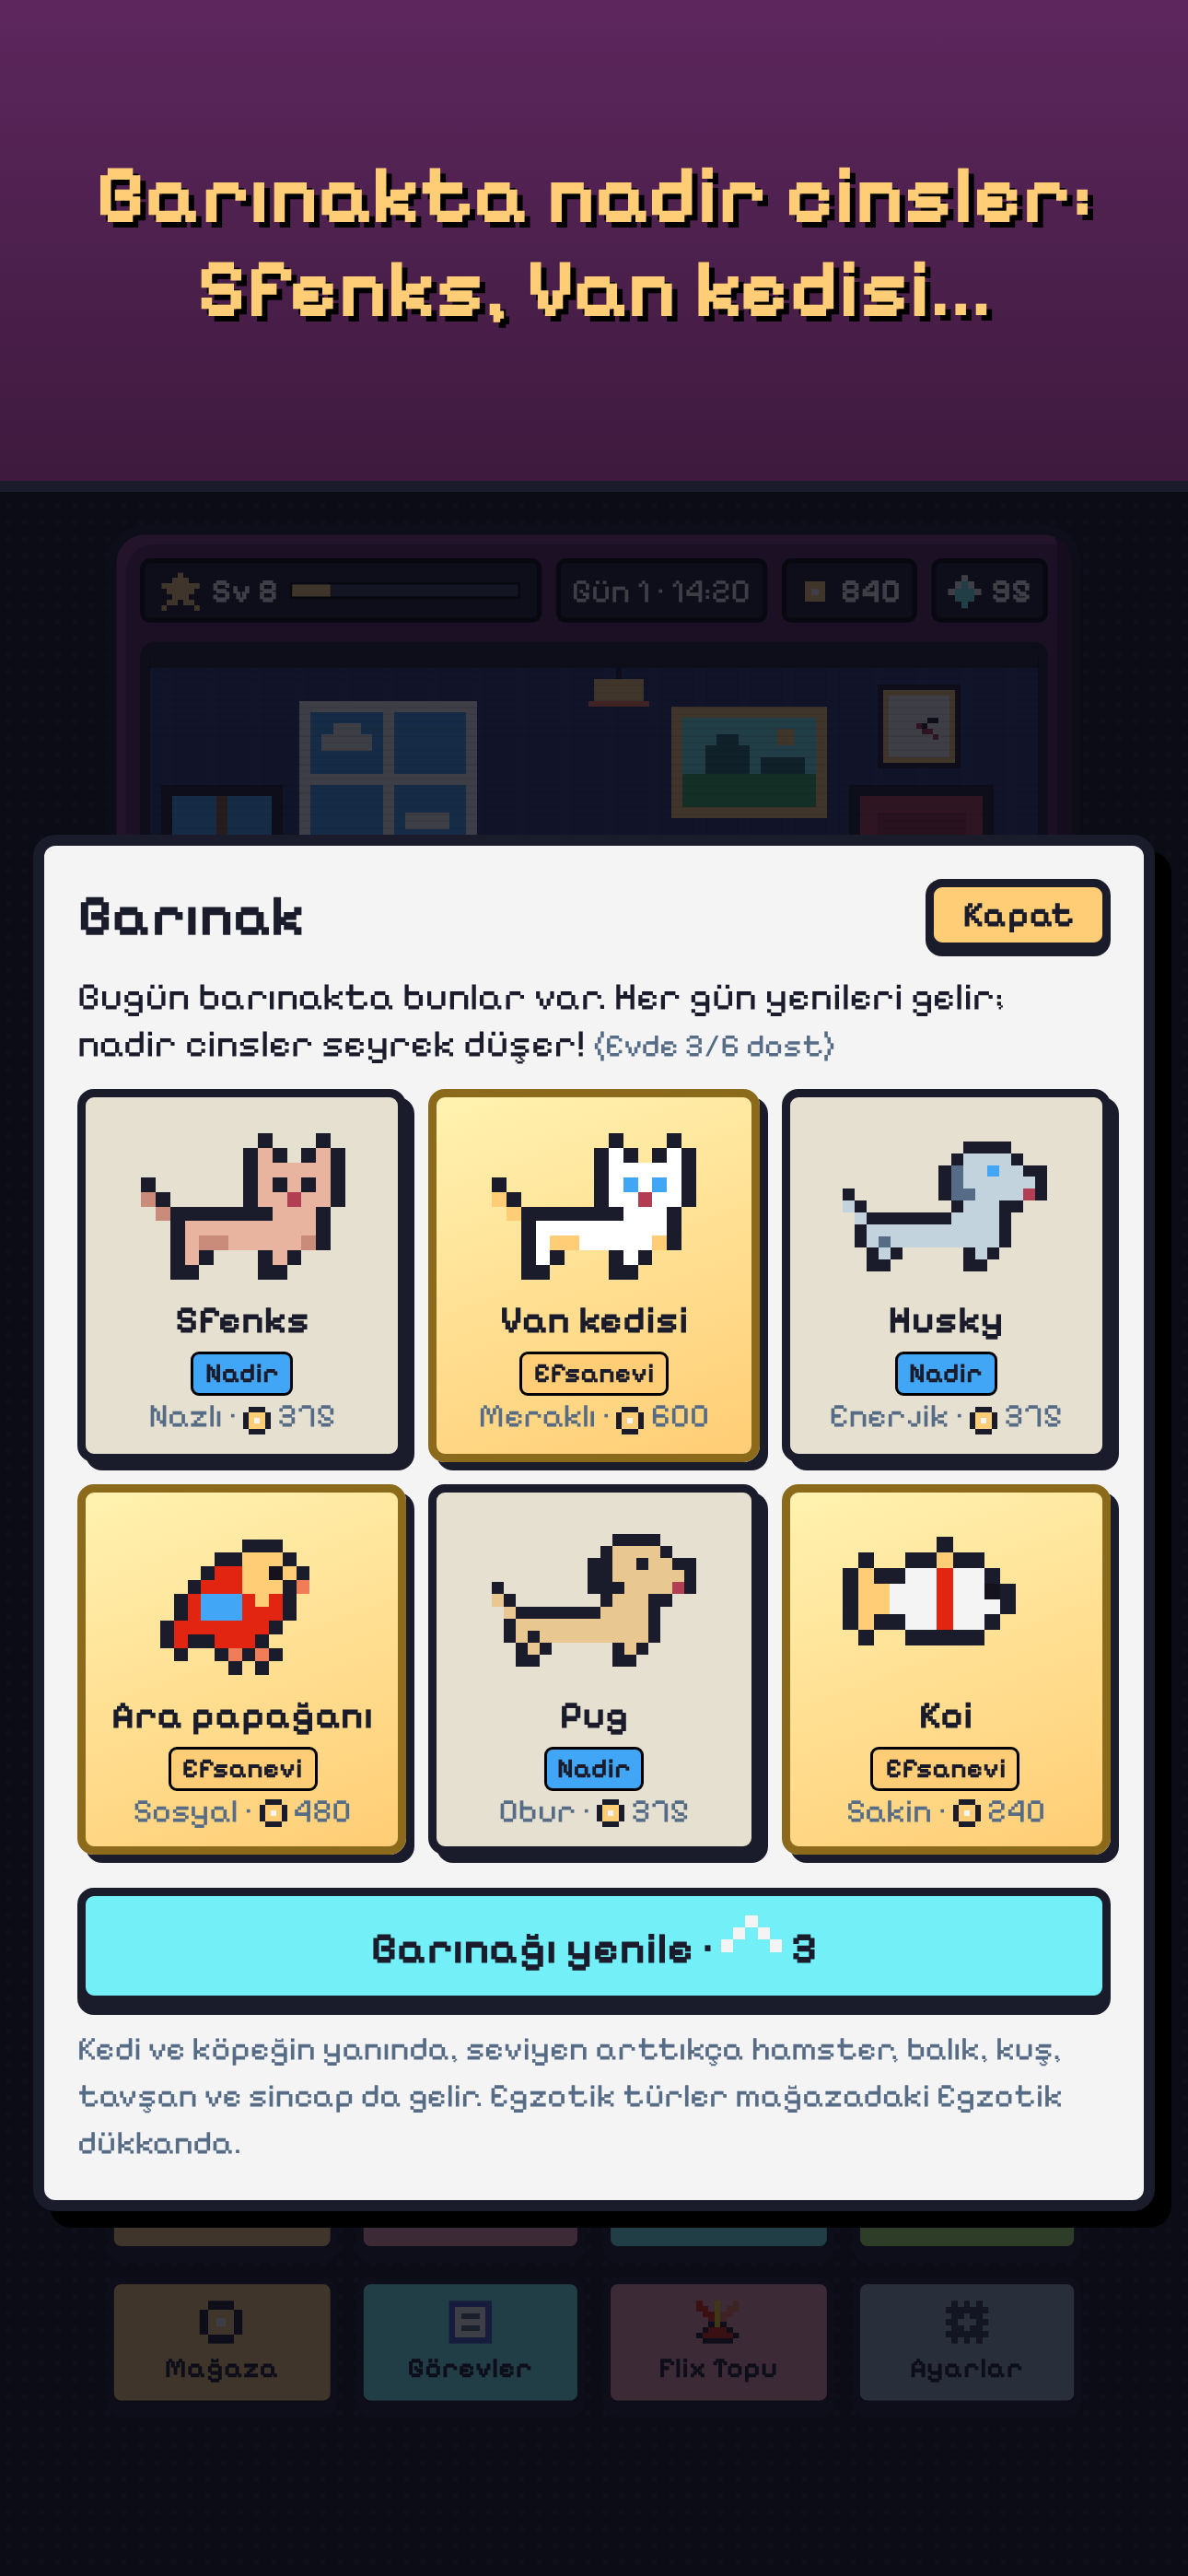 Barınakta nadir cinsler:
Sfenks, Van kedisi...
Sv 8
Gün 1 · 14:20
840
95
Barınak
Kapat
Bugün barınakta bunlar var. Her gün yenileri gelir;
nadir cinsler seyrek düşer! (Evde 3/6 dost)
Sfenks
Nadir
Nazlı · 375
Van kedisi
Efsanevi
Meraklı · 600
Husky
Nadir
Enerjik · 375
Ara papağanı
Efsanevi
Sosyal · 480
Pug
Nadir
Obur · 375
Koi
Efsanevi
Sakin · 240
Barınağı yenile · 3
Kedi ve köpeğin yanında, seviyen arttıkça hamster, balık, kuş,
tavşan ve sincap da gelir. Egzotik türler mağazadaki Egzotik
dükkanda.
Mağaza
Görevler
Flix Topu
Ayarlar